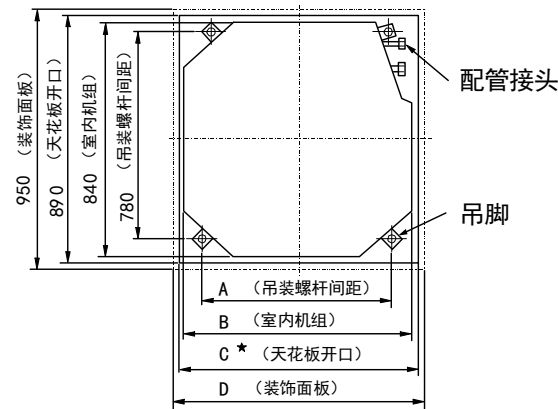 950 （装饰面板）
890 （天花板开口）
840 （室内机组）
780 （吊装螺杆间距）
配管接头
吊脚
A （吊装螺杆间距）
B （室内机组）
C★ （天花板开口）
D （装饰面板）